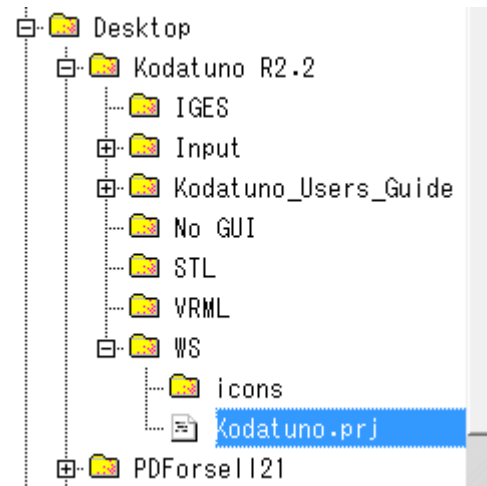 Desktop
Kodatuno R2.2
IGES
Input
Kodatuno_Users_Guide
No GUI
STL
VRML
WS
icons
Kodatuno.prj
PDForsell21